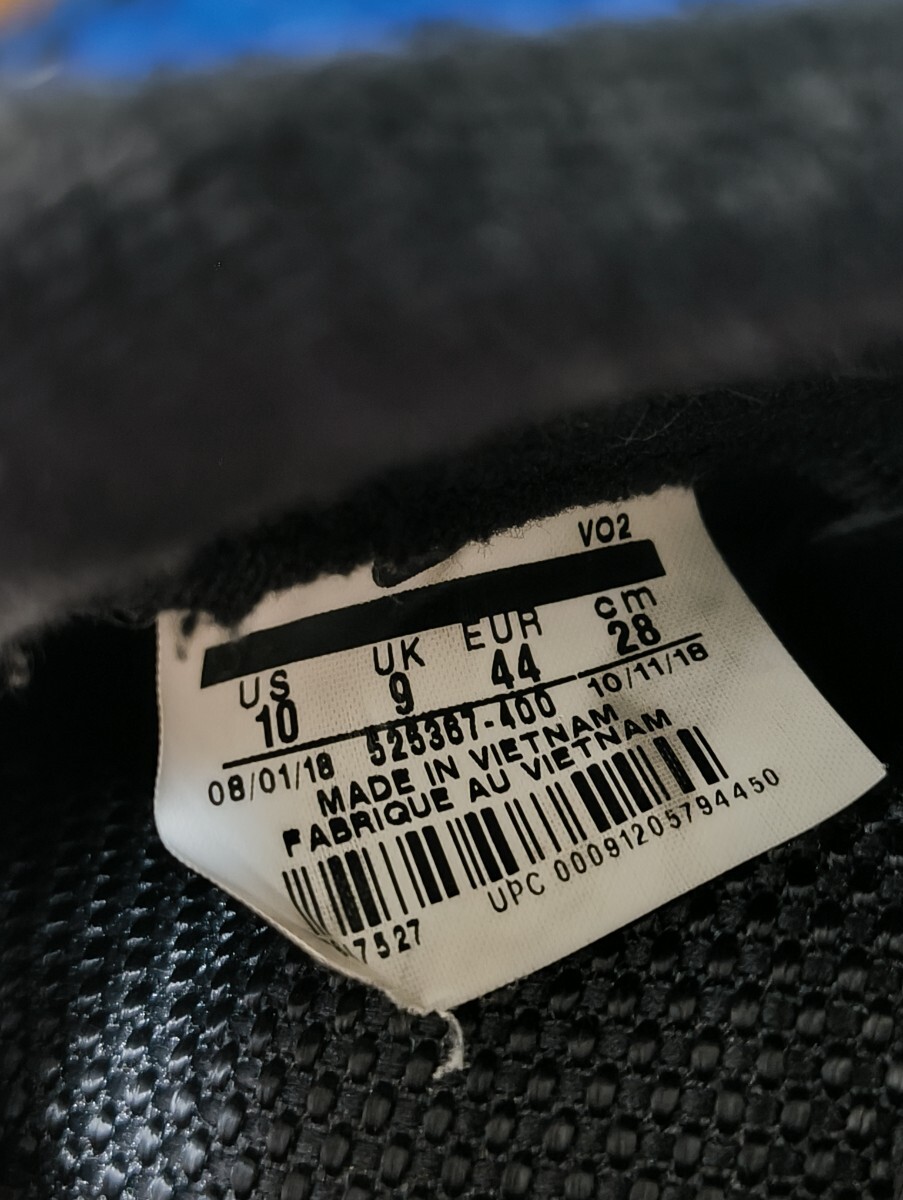 VO2
US UK EUR cm
10 9 44 28
08/01/18 525367-400 10/11/18
MADE IN VIETNAM
FABRIQUE AU VIETNAM
7527
UPC 00091205794450